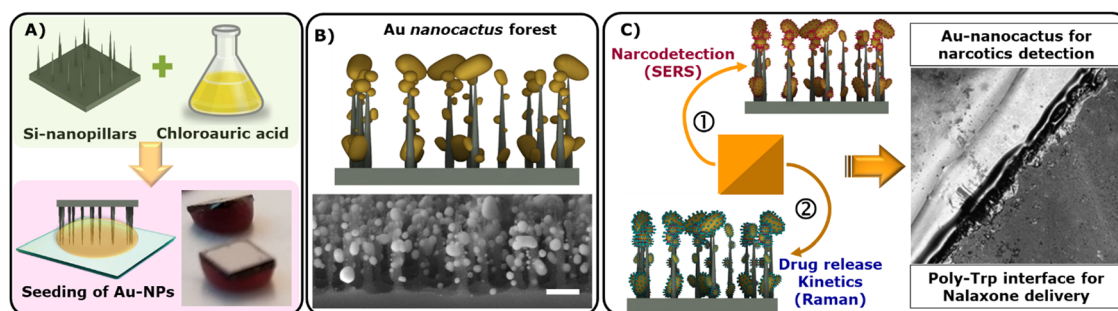 A)
Si-nanopillars
Chloroauric acid
Seeding of Au-NPs
B)
Au nanocactus forest
C)
Narcodetection
(SERS)
①
②
Drug release
Kinetics
(Raman)
Au-nanocactus for
narcotics detection
Poly-Trp interface for
Nalaxone delivery